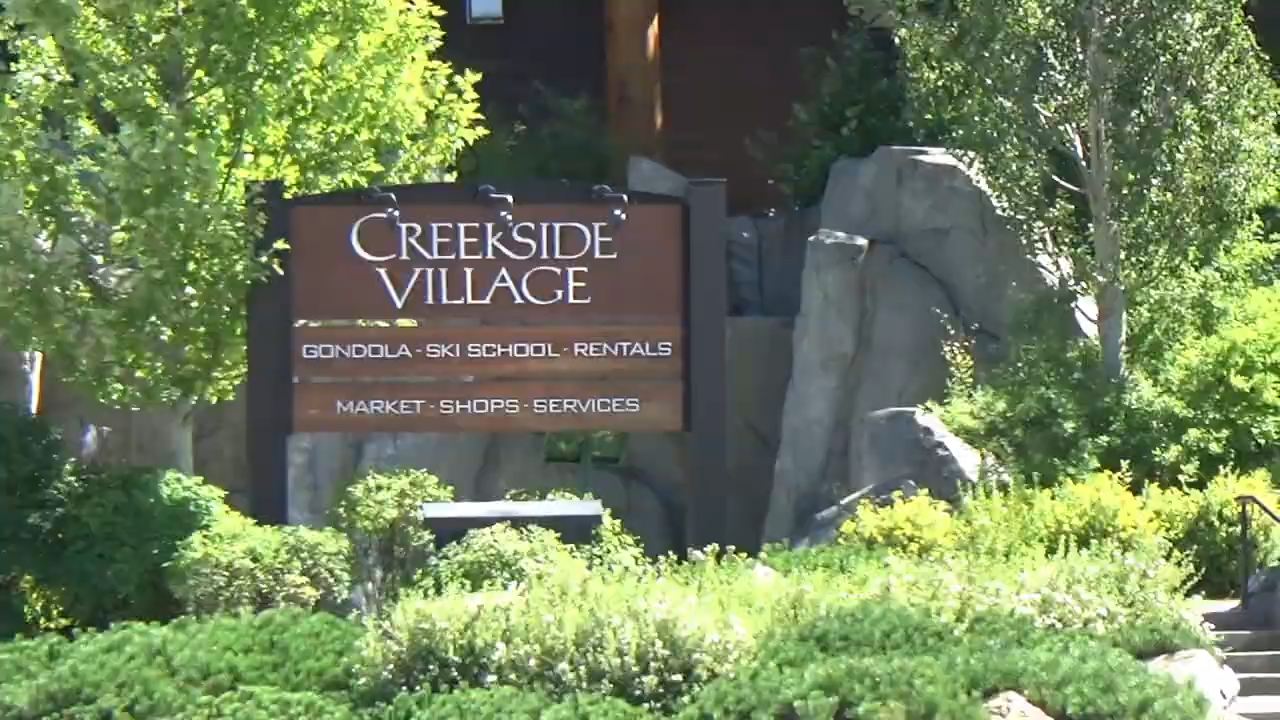 CREEKSIDE
VILLAGE
GONDOLA - SKI SCHOOL - RENTALS
MARKET - SHOPS - SERVICES